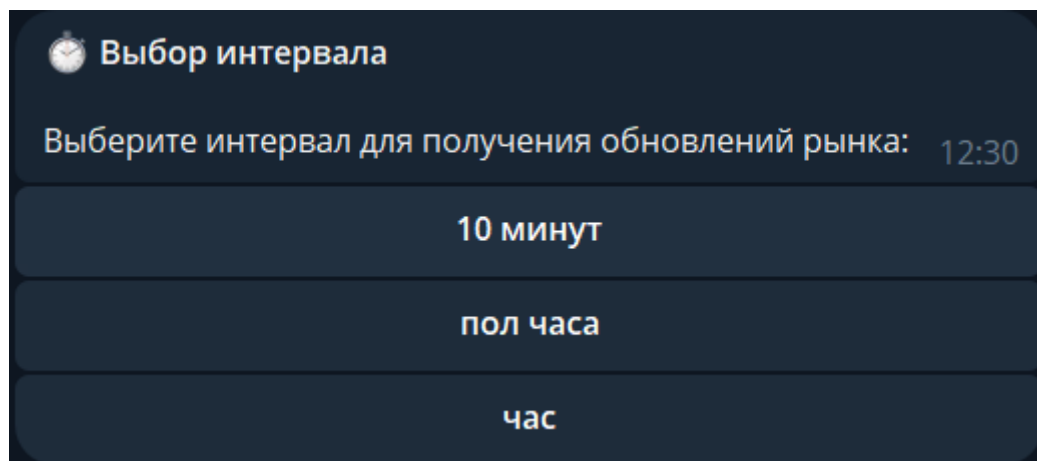 Выбор интервала
Выберите интервал для получения обновлений рынка:
12:30
10 минут
пол часа
час